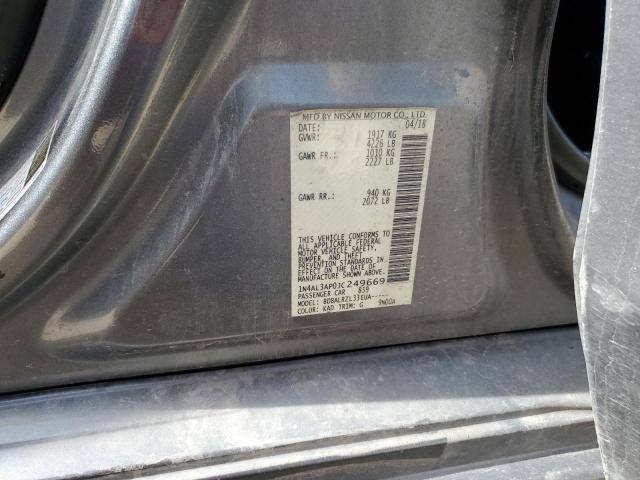 MFD BY NISSAN MOTOR CO., LTD.
DATE: 04/18
GVWR: 1917 KG
4226 LB
GAWR FR.: 1010 KG
2227 LB
GAWR RR.: 940 KG
2072 LB
THIS VEHICLE CONFORMS TO
ALL APPLICABLE FEDERAL
MOTOR VEHICLE SAFETY,
BUMPER, AND THEFT
PREVENTION STANDARDS IN
EFFECT ON THE DATE OF
MANUFACTURE SHOWN ABOVE.
1N4AL3AP0JC249669
PASSENGER CAR 859
MODEL: BDBALRZL33EUA-----
COLOR: KAD TRIM: G 9N00A